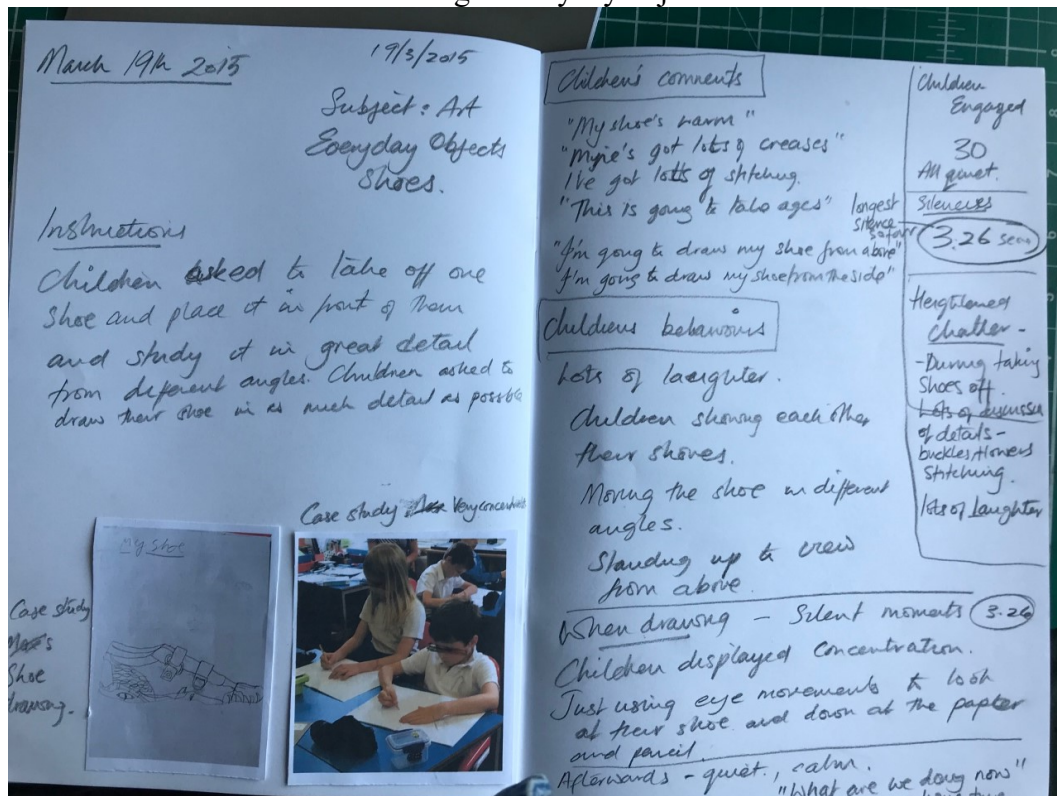 March 19th 2015
19/3/2015
Subject: Art
Everyday Objects
Shoes.
Instructions
Children asked to take off one
shoe and place it in front of them
and study it in great detail
from different angles. Children asked to
draw their shoe in as much detail as possible
Case study Very
My shoe
Case study
Shoe
drawing.
Children's comments
"My shoe's warm"
"Myne's got lots of creases"
I've got lots of stitching.
"This is going to take ages"
"I'm going to draw my shoe from above"
I'm going to draw my shoe from the side"
longest
silence
so far
Childrens behaviours
Lots of laughter.
Children showing each other
their shoes.
Moving the shoe in different
angles.
Standing up to view
from above.
When drawing - Silent moments 3.26
Children displayed concentration.
Just using eye movements to look
at their shoe and down at the paper
and pencil.
Afterwards - quiet, calm.
"What are we doing now"
Children
Engaged
30
All quiet.
Silences
3.26 secs
Heightened
chatter -
- During taking
Shoes off.
Lots of discussion
of details -
buckles/flowers
Stitching.
lots of Laughter